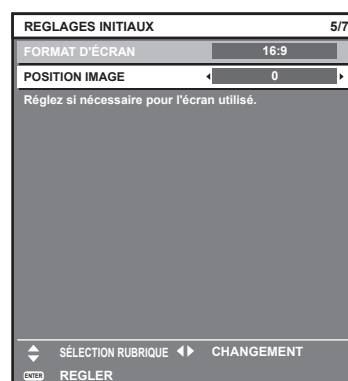 REGLAGES INITIAUX 5/7
FORMAT D'ÉCRAN 16:9
POSITION IMAGE 0
Réglez si nécessaire pour l'écran utilisé.
SÉLECTION RUBRIQUE CHANGEMENT
ENTER REGLER